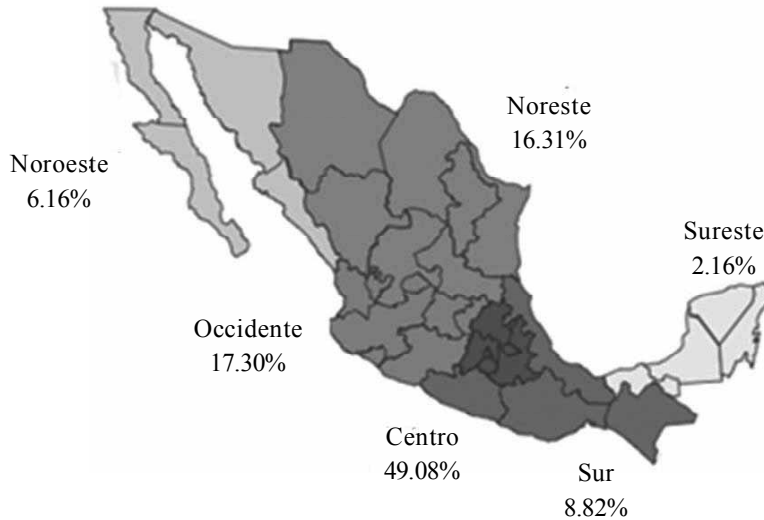 Noreste
16.31%
Noroeste
6.16%
Sureste
2.16%
Occidente
17.30%
Centro
49.08%
Sur
8.82%